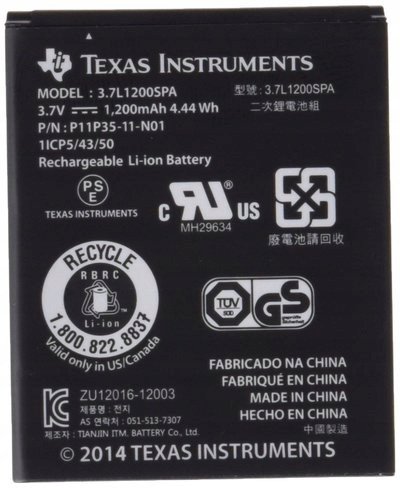 TEXAS INSTRUMENTS
MODEL : 3.7L1200SPA
型號: 3.7L1200SPA
3.7V 1,200mAh 4.44 Wh
二次鋰電池組
P/N : P11P35-11-N01
1ICP5/43/50
Rechargeable Li-ion Battery
PS
E
TEXAS INSTRUMENTS
C RU US
MH29634
廢電池請回收
RECYCLE
RBRC
Li-ion
1.800.822.8837
Valid only in US/Canada
TÜV
SÜD
GS
FABRICADO NA CHINA
FABRIQUÉ EN CHINE
MADE IN CHINA
HECHO EN CHINA
中國製造
ZU12016-12003
제품명 : 전지
AS 연락처 : 051-513-7307
제조자 : TIANJIN ITM. BATTERY Co., Ltd.
© 2014 TEXAS INSTRUMENTS